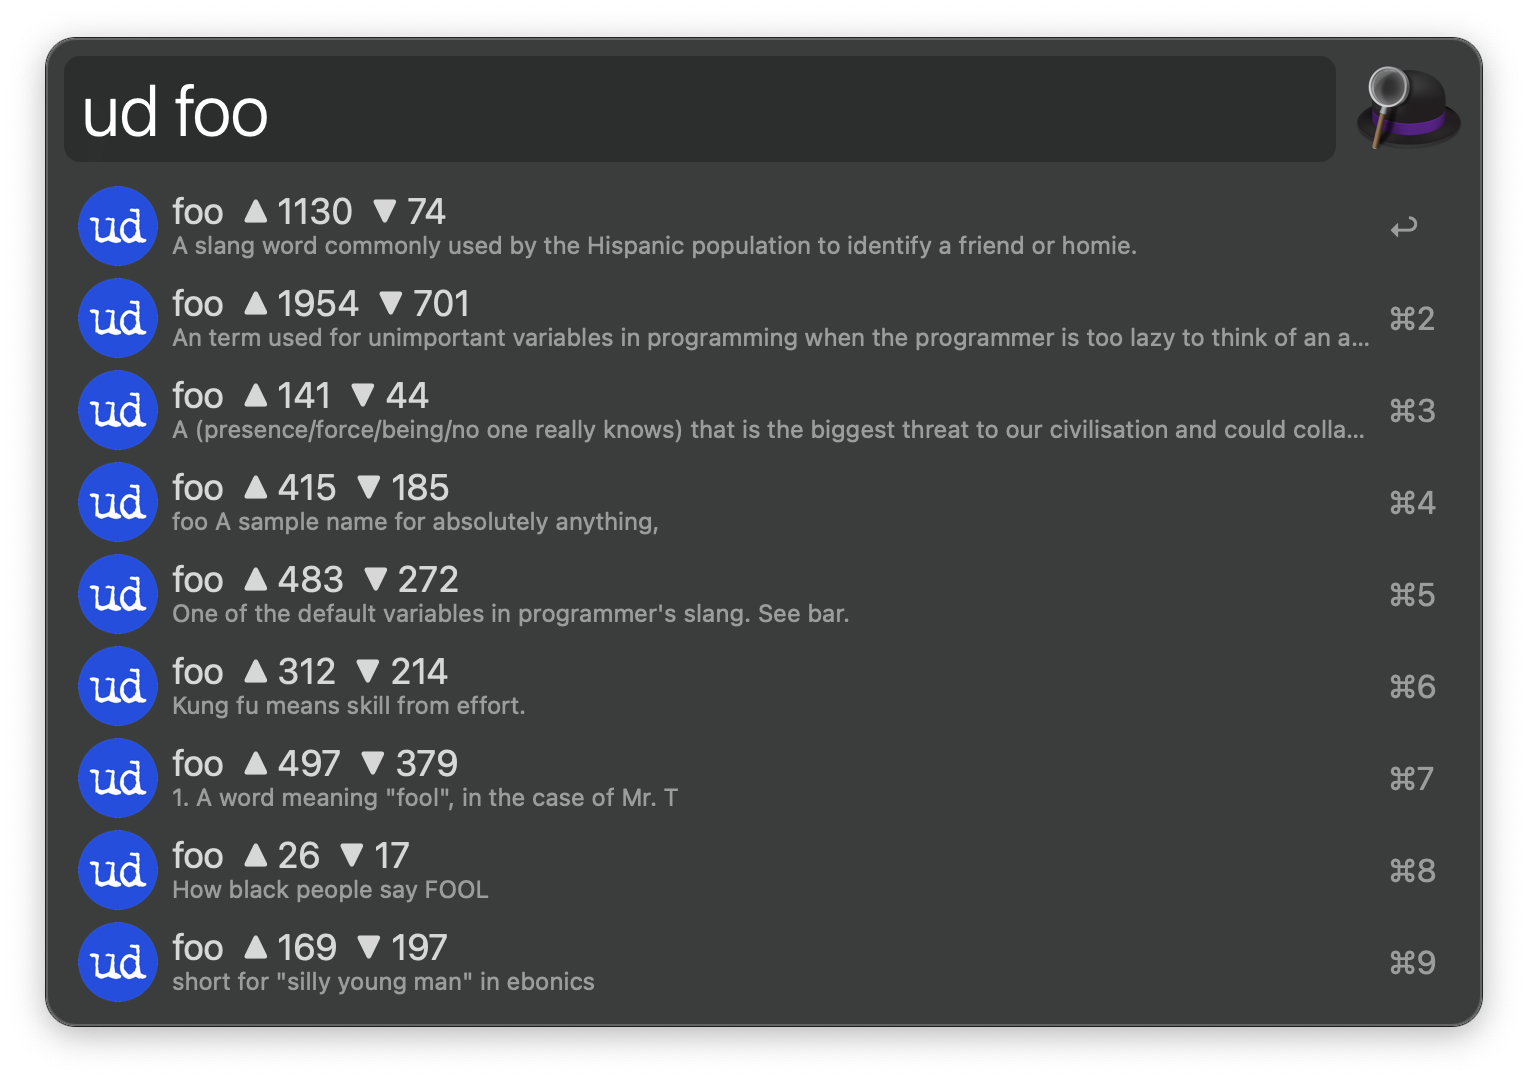 ud foo
ud foo ▲ 1130 ▼ 74 ↩
A slang word commonly used by the Hispanic population to identify a friend or homie.
ud foo ▲ 1954 ▼ 701 ⌘2
An term used for unimportant variables in programming when the programmer is too lazy to think of an a...
ud foo ▲ 141 ▼ 44 ⌘3
A (presence/force/being/no one really knows) that is the biggest threat to our civilisation and could colla...
ud foo ▲ 415 ▼ 185 ⌘4
foo A sample name for absolutely anything,
ud foo ▲ 483 ▼ 272 ⌘5
One of the default variables in programmer's slang. See bar.
ud foo ▲ 312 ▼ 214 ⌘6
Kung fu means skill from effort.
ud foo ▲ 497 ▼ 379 ⌘7
1. A word meaning "fool", in the case of Mr. T
ud foo ▲ 26 ▼ 17 ⌘8
How black people say FOOL
ud foo ▲ 169 ▼ 197 ⌘9
short for "silly young man" in ebonics